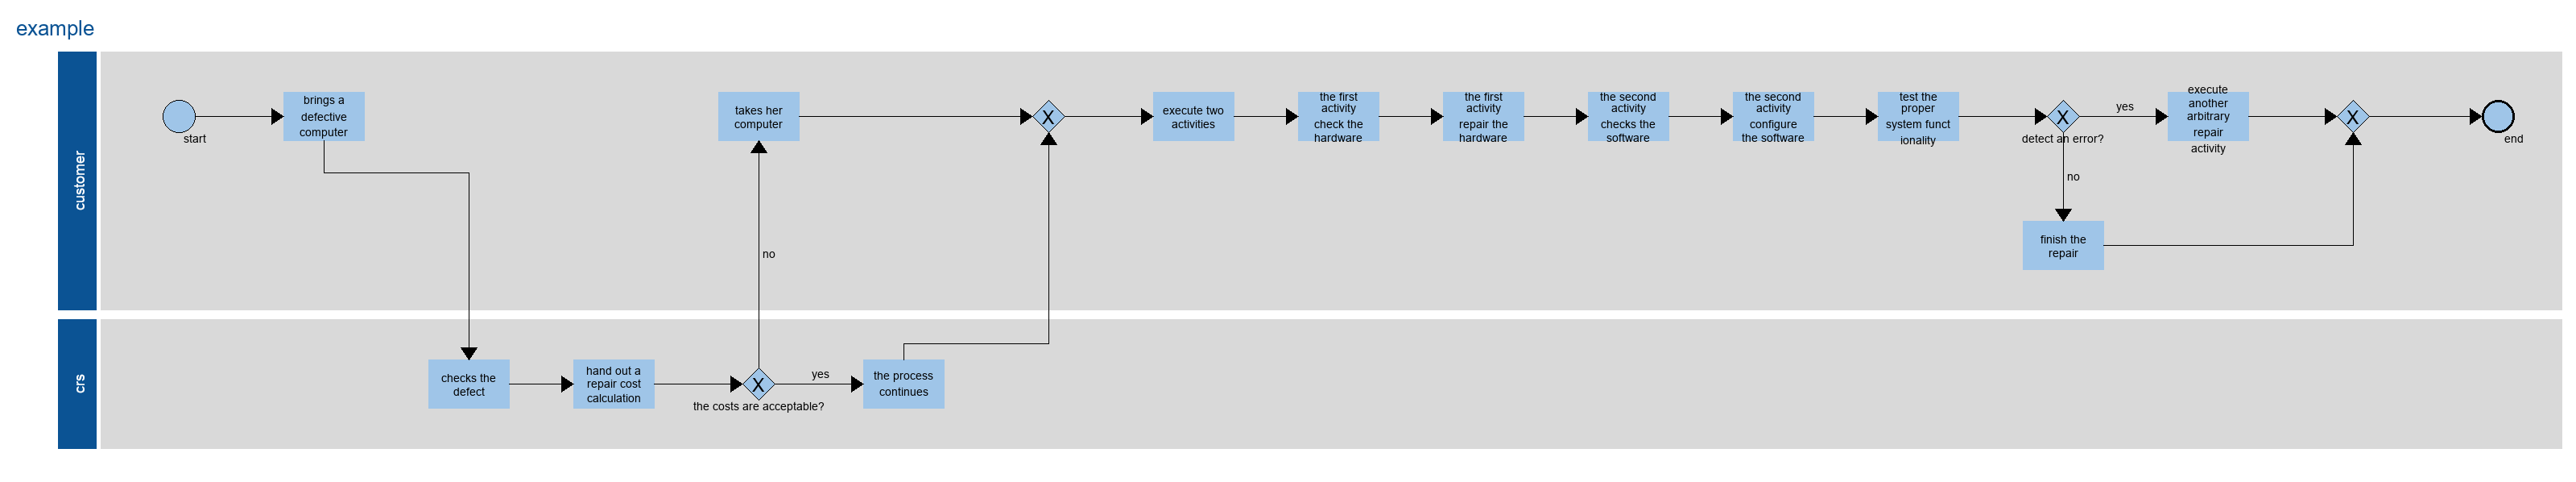 example
customer
start
brings a
defective
computer
takes her
computer
X
execute two
activities
the first
activity
check the
hardware
the first
activity
repair the
hardware
the second
activity
checks the
software
the second
activity
configure
the software
test the
proper
system funct
ionality
X
detect an error?
yes
no
execute
another
arbitrary
repair
activity
finish the
repair
X
end
crs
checks the
defect
hand out a
repair cost
calculation
X
the costs are acceptable?
no
yes
the process
continues